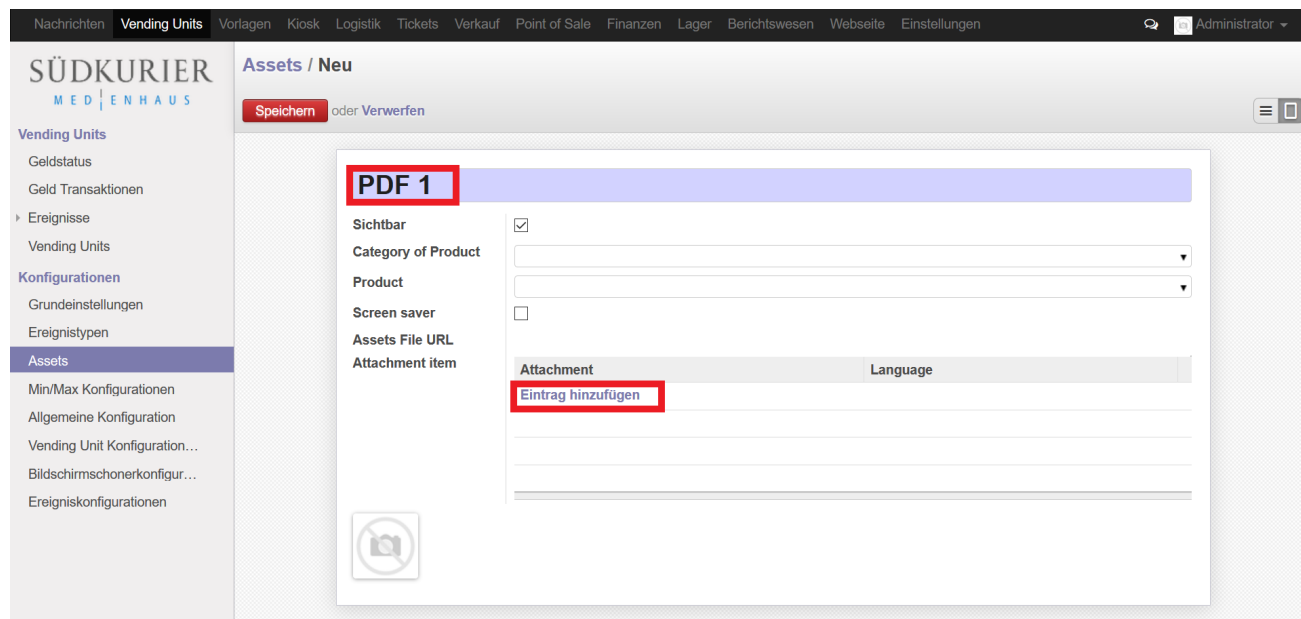 Nachrichten Vending Units Vorlagen Kiosk Logistik Tickets Verkauf Point of Sale Finanzen Lager Berichtswesen Webseite Einstellungen Administrator
SÜDKURIER
MEDIENHAUS
Vending Units
Geldstatus
Geld Transaktionen
Ereignisse
Vending Units
Konfigurationen
Grundeinstellungen
Ereignistypen
Assets
Min/Max Konfigurationen
Allgemeine Konfiguration
Vending Unit Konfiguration…
Bildschirmschonerkonfigur…
Ereigniskonfigurationen
Assets / Neu
Speichern oder Verwerfen
PDF 1
Sichtbar
Category of Product
Product
Screen saver
Assets File URL
Attachment item
Attachment Language
Eintrag hinzufügen